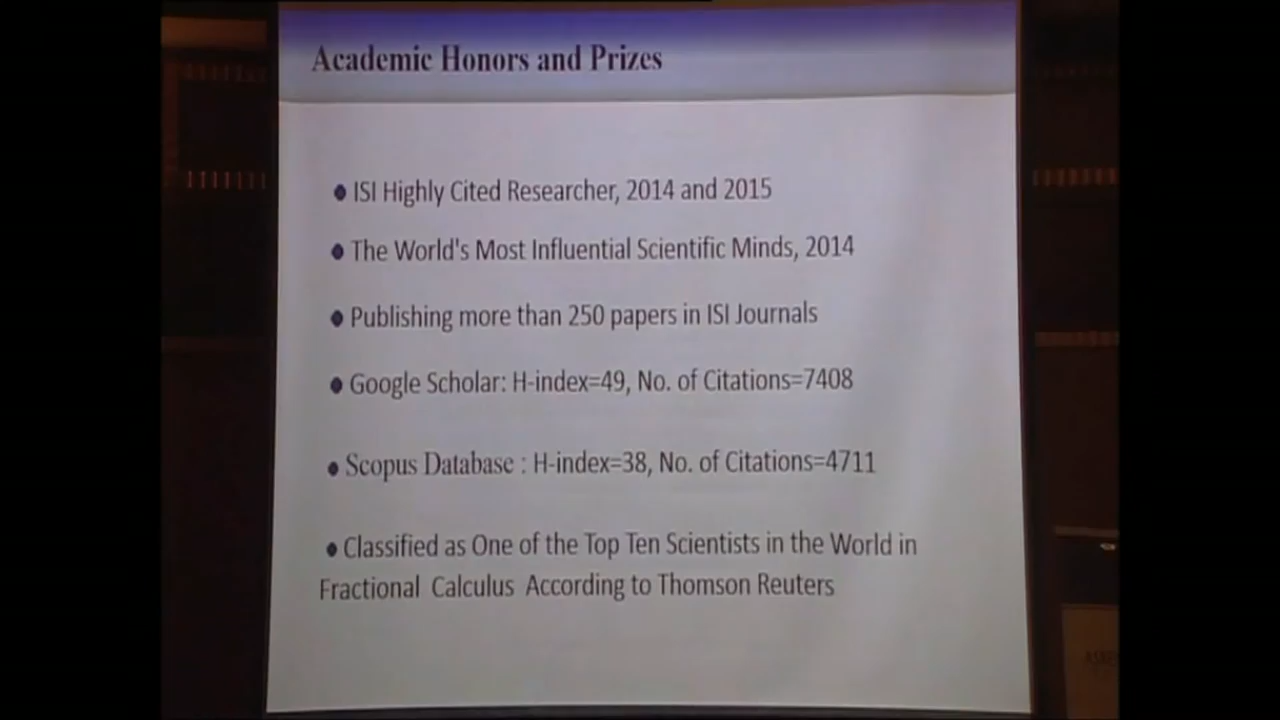 Academic Honors and Prizes
● ISI Highly Cited Researcher, 2014 and 2015
● The World's Most Influential Scientific Minds, 2014
● Publishing more than 250 papers in ISI Journals
● Google Scholar: H-index=49, No. of Citations=7408
● Scopus Database : H-index=38, No. of Citations=4711
● Classified as One of the Top Ten Scientists in the World in
Fractional Calculus According to Thomson Reuters